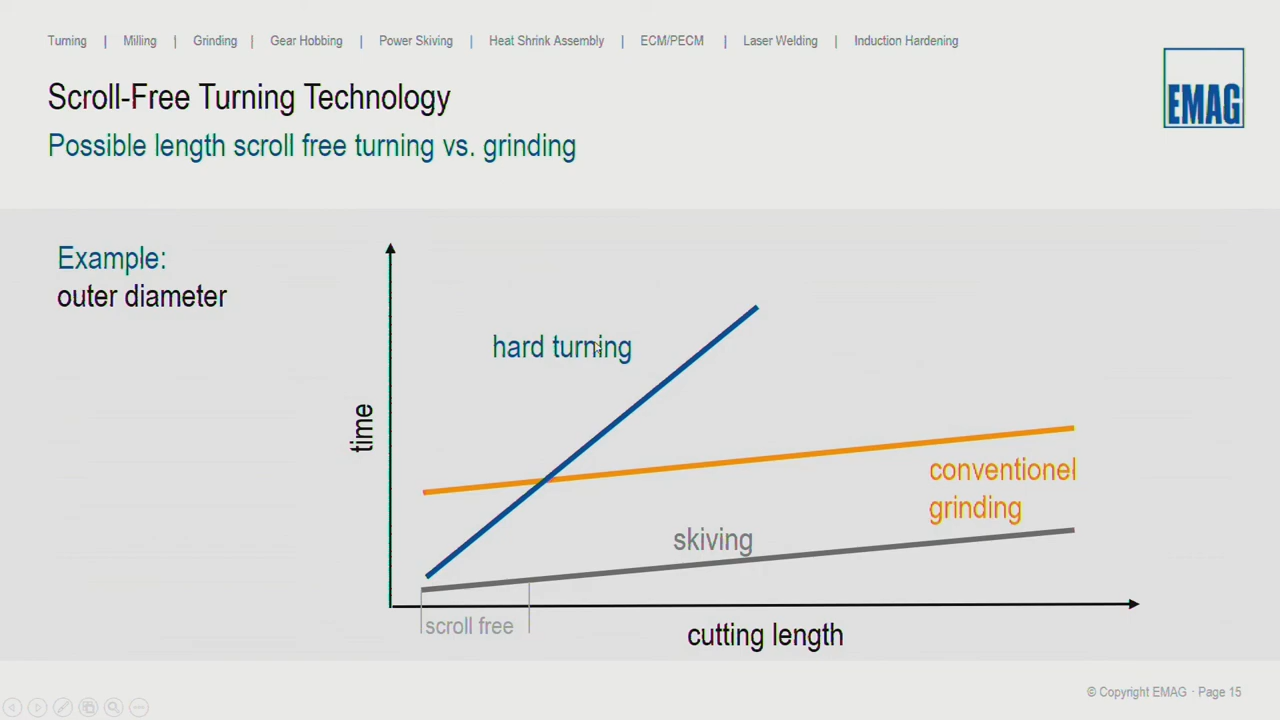 Turning | Milling | Grinding | Gear Hobbing | Power Skiving | Heat Shrink Assembly | ECM/PECM | Laser Welding | Induction Hardening
EMAG
Scroll-Free Turning Technology
Possible length scroll free turning vs. grinding
Example:
outer diameter
hard turning
time
conventionel
grinding
skiving
scroll free
cutting length
© Copyright EMAG · Page 15